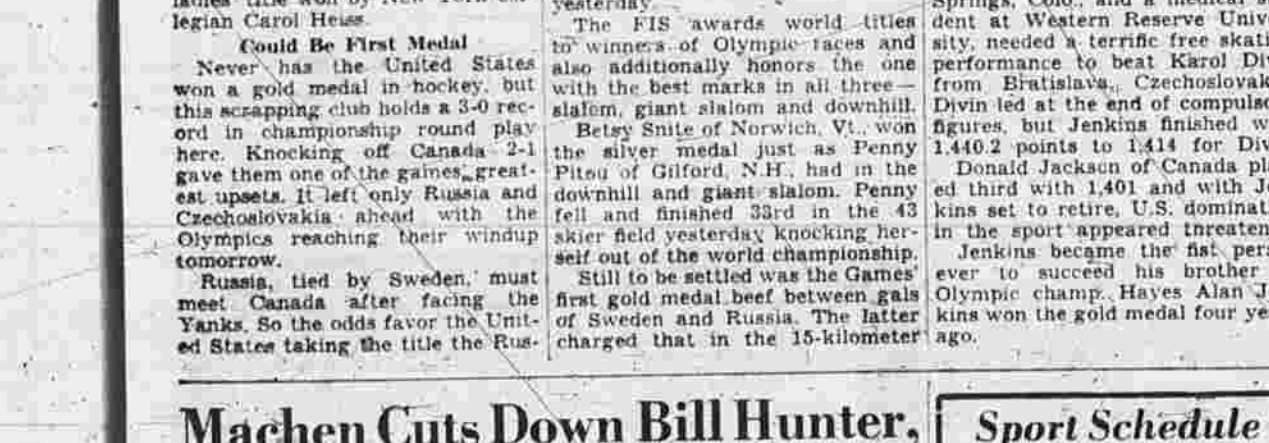 legian Carol Heiss.
Could Be First Medal
Never has the United States
won a gold medal in hockey, but
this scrapping club holds a 3-0 rec-
ord in championship round play
here. Knocking off Canada 2-1
gave them one of the games great-
est upsets. It left only Russia and
Czechoslovakia ahead with the
Olympics reaching their windup
tomorrow.
Russia, tied by Sweden, must
meet Canada after facing the
Yanks. So the odds favor the Unit-
ed States taking the title the Rus-
yesterday.
The FIS awards world titles
to winners of Olympic races and
also additionally honors the one
with the best marks in all three—
slalom, giant slalom and downhill.
Betsy Snite of Norwich, Vt., won
the silver medal just as Penny
Pitou of Gilford, N.H., had in the
downhill and giant slalom. Penny
fell and finished 33rd in the 43
skier field yesterday knocking her-
self out of the world championship.
Still to be settled was the Games'
first gold medal beef between gals
of Sweden and Russia. The latter
charged that in the 15-kilometer
Springs, Colo., and a medical
dent at Western Reserve Univ
sity, needed a terrific free skati
performance to beat Karol Di
from Bratislava, Czechoslovak
Divin led at the end of compuls
figures, but Jenkins finished w
1,440.2 points to 1,414 for Div
Donald Jackson of Canada pl
ed third with 1,401 and with J
kins set to retire, U.S. dominat
in the sport appeared threaten
Jenkins became the fist pers
ever to succeed his brother
Olympic champ. Hayes Alan J
kins won the gold medal four ye
ago.
Machen Cuts Down Bill Hunter,
Sport Schedule